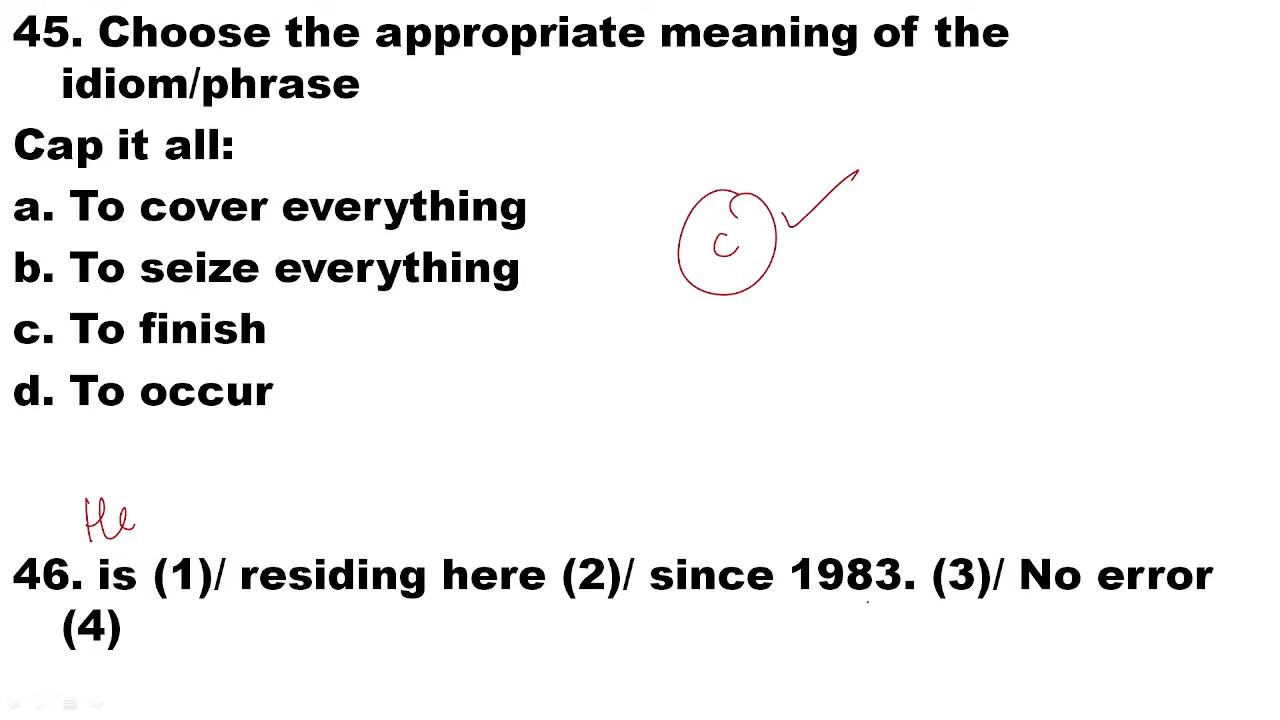 45. Choose the appropriate meaning of the
idiom/phrase
Cap it all:
a. To cover everything
b. To seize everything
c
c. To finish
d. To occur
He
46. is (1)/ residing here (2)/ since 1983. (3)/ No error
(4)